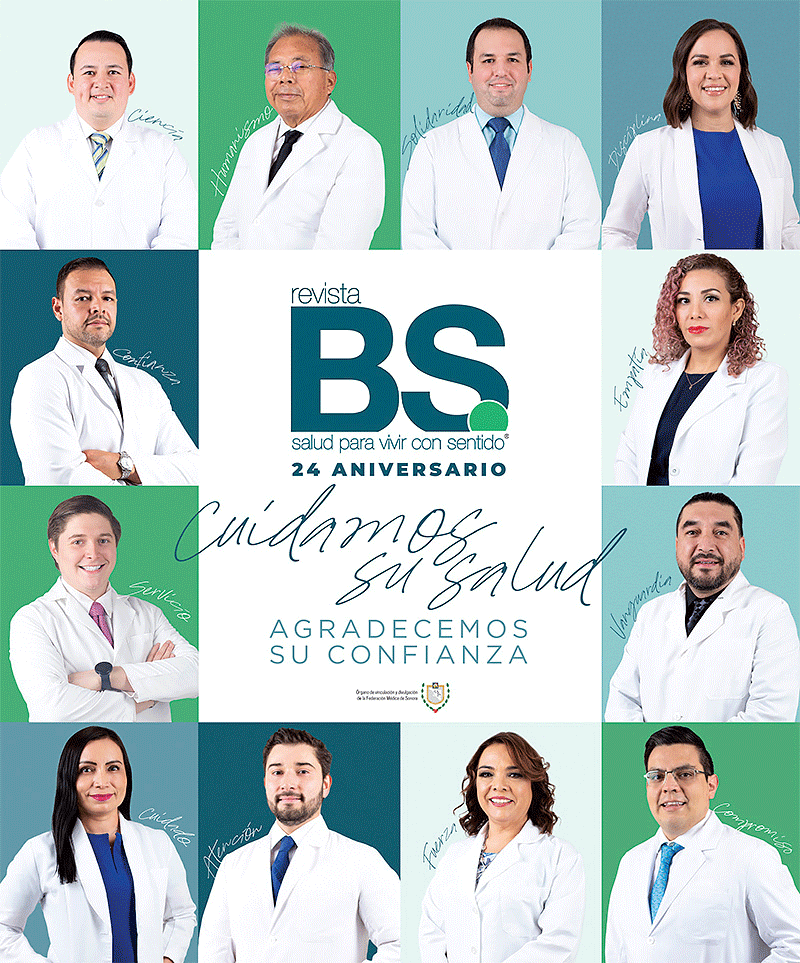 Ciencia
Humanismo
Solidaridad
Disciplina
revista
BS
salud para vivir con sentido®
24 ANIVERSARIO
Confianza
Empatía
cuidamos
su salud
AGRADECEMOS
SU CONFIANZA
Servicio
Vanguardia
Órgano de vinculación y divulgación
de la Federación Médica de Sonora
Cuidado
Atención
Fuerza
Compromiso